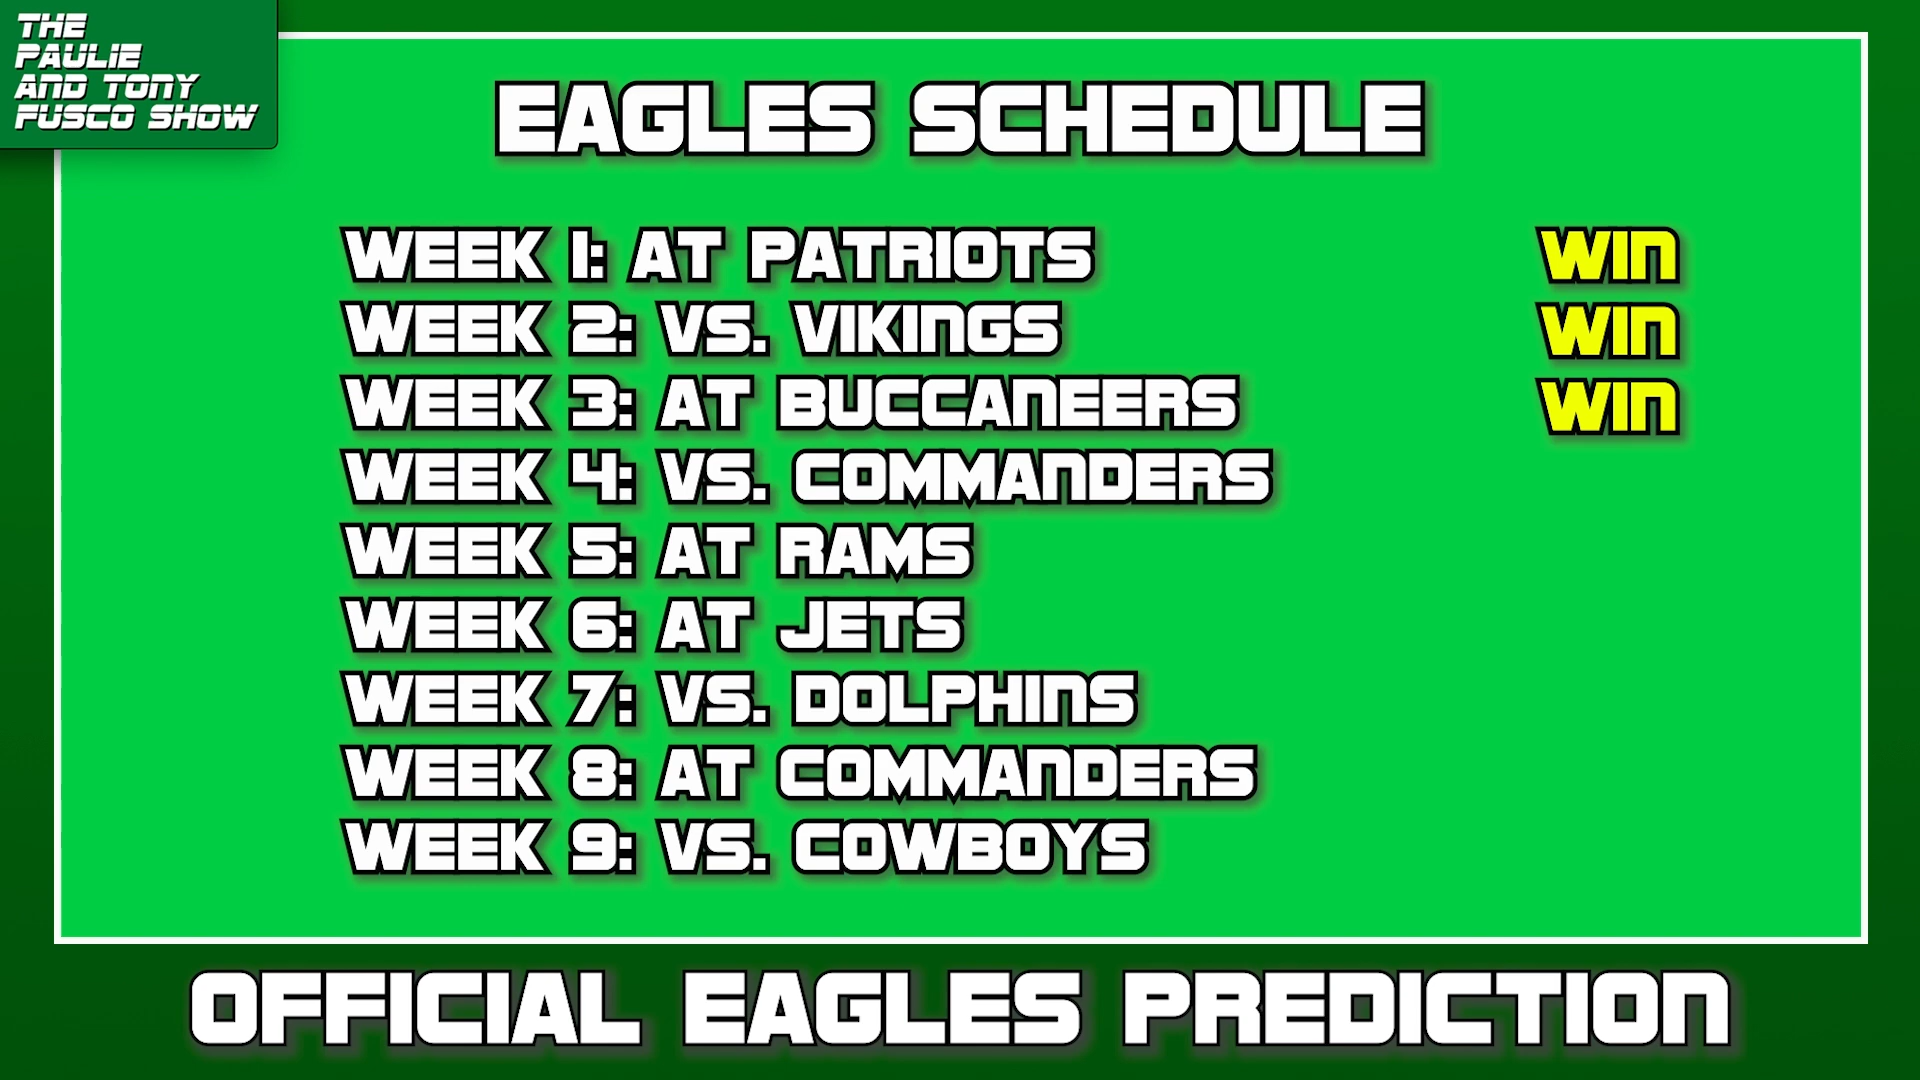 THE
PAULIE
AND TONY
FUSCO SHOW
EAGLES SCHEDULE
WEEK 1: AT PATRIOTS WIN
WEEK 2: VS. VIKINGS WIN
WEEK 3: AT BUCCANEERS WIN
WEEK 4: VS. COMMANDERS
WEEK 5: AT RAMS
WEEK 6: AT JETS
WEEK 7: VS. DOLPHINS
WEEK 8: AT COMMANDERS
WEEK 9: VS. COWBOYS
OFFICIAL EAGLES PREDICTION